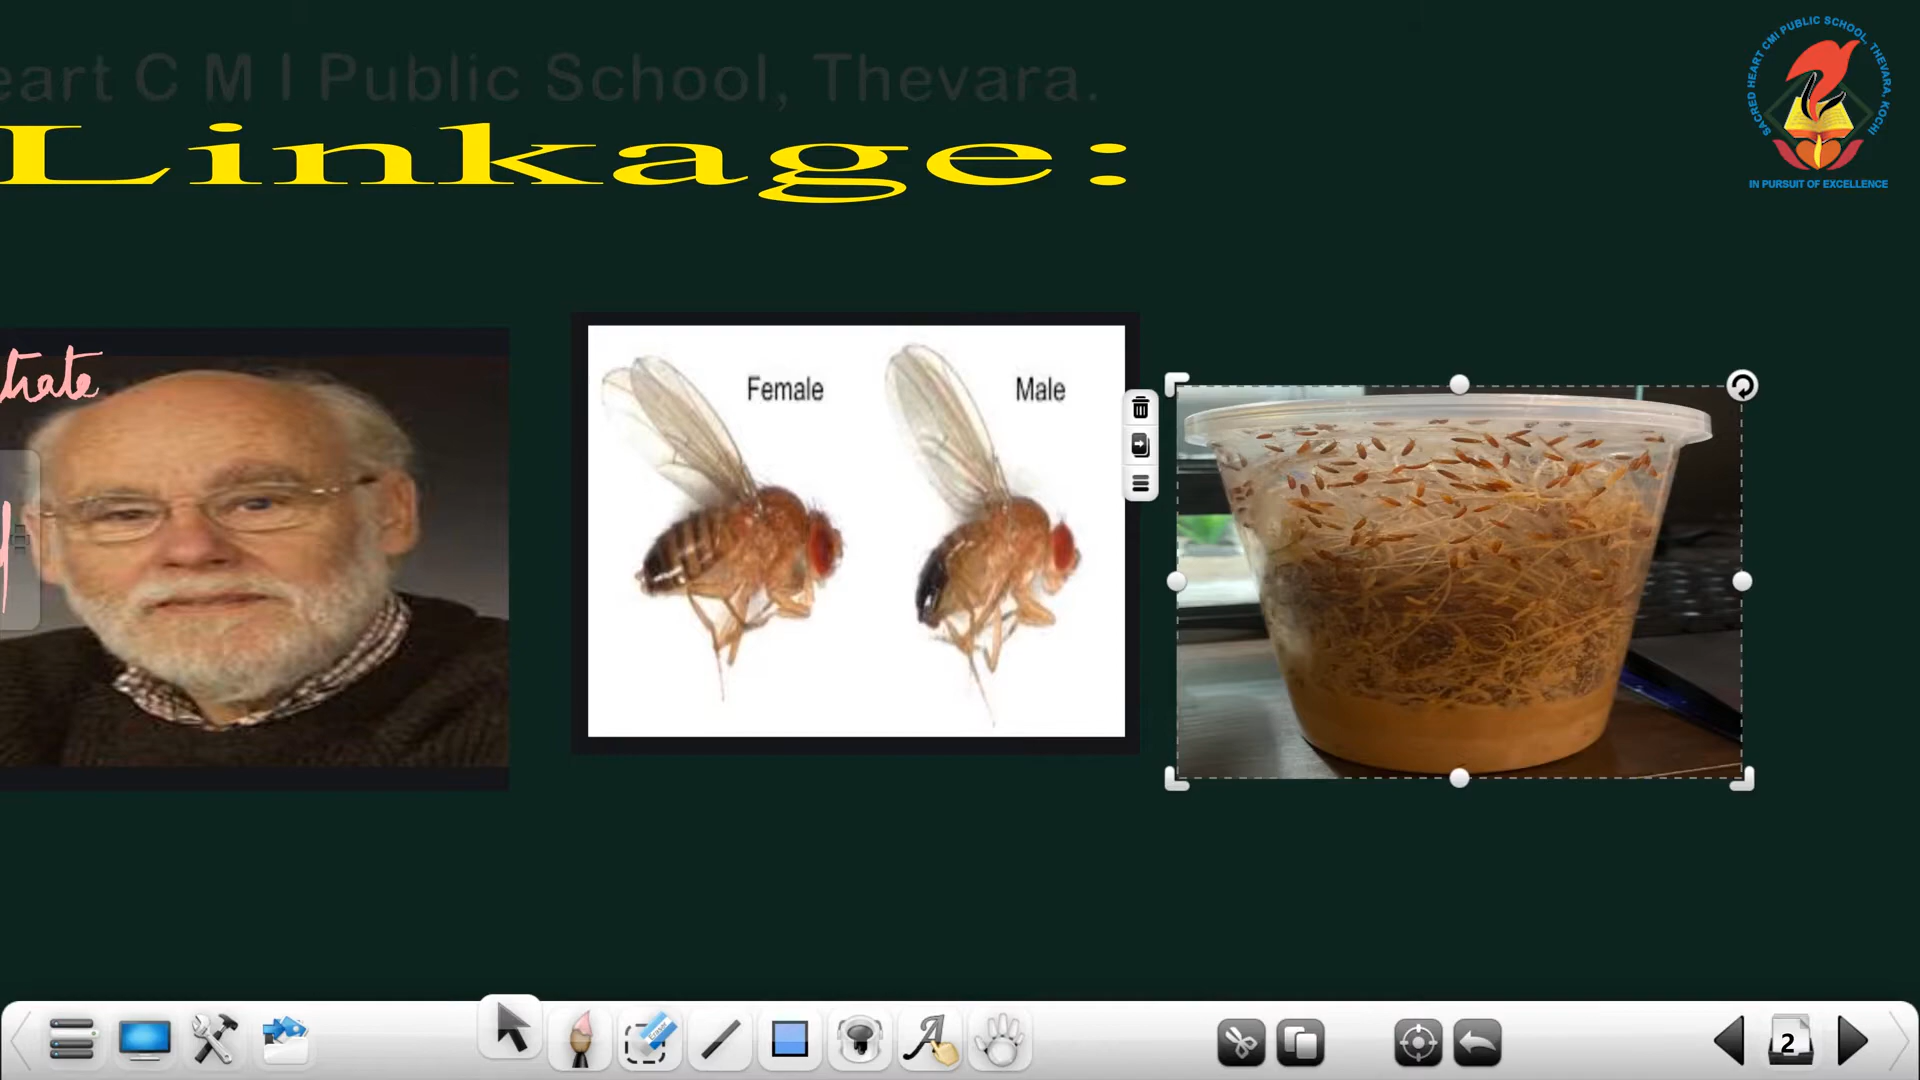 eart C M I Public School, Thevara.
Linkage:
SACRED HEART CMI PUBLIC SCHOOL, THEVARA, KOCHI
IN PURSUIT OF EXCELLENCE
Female
Male
2